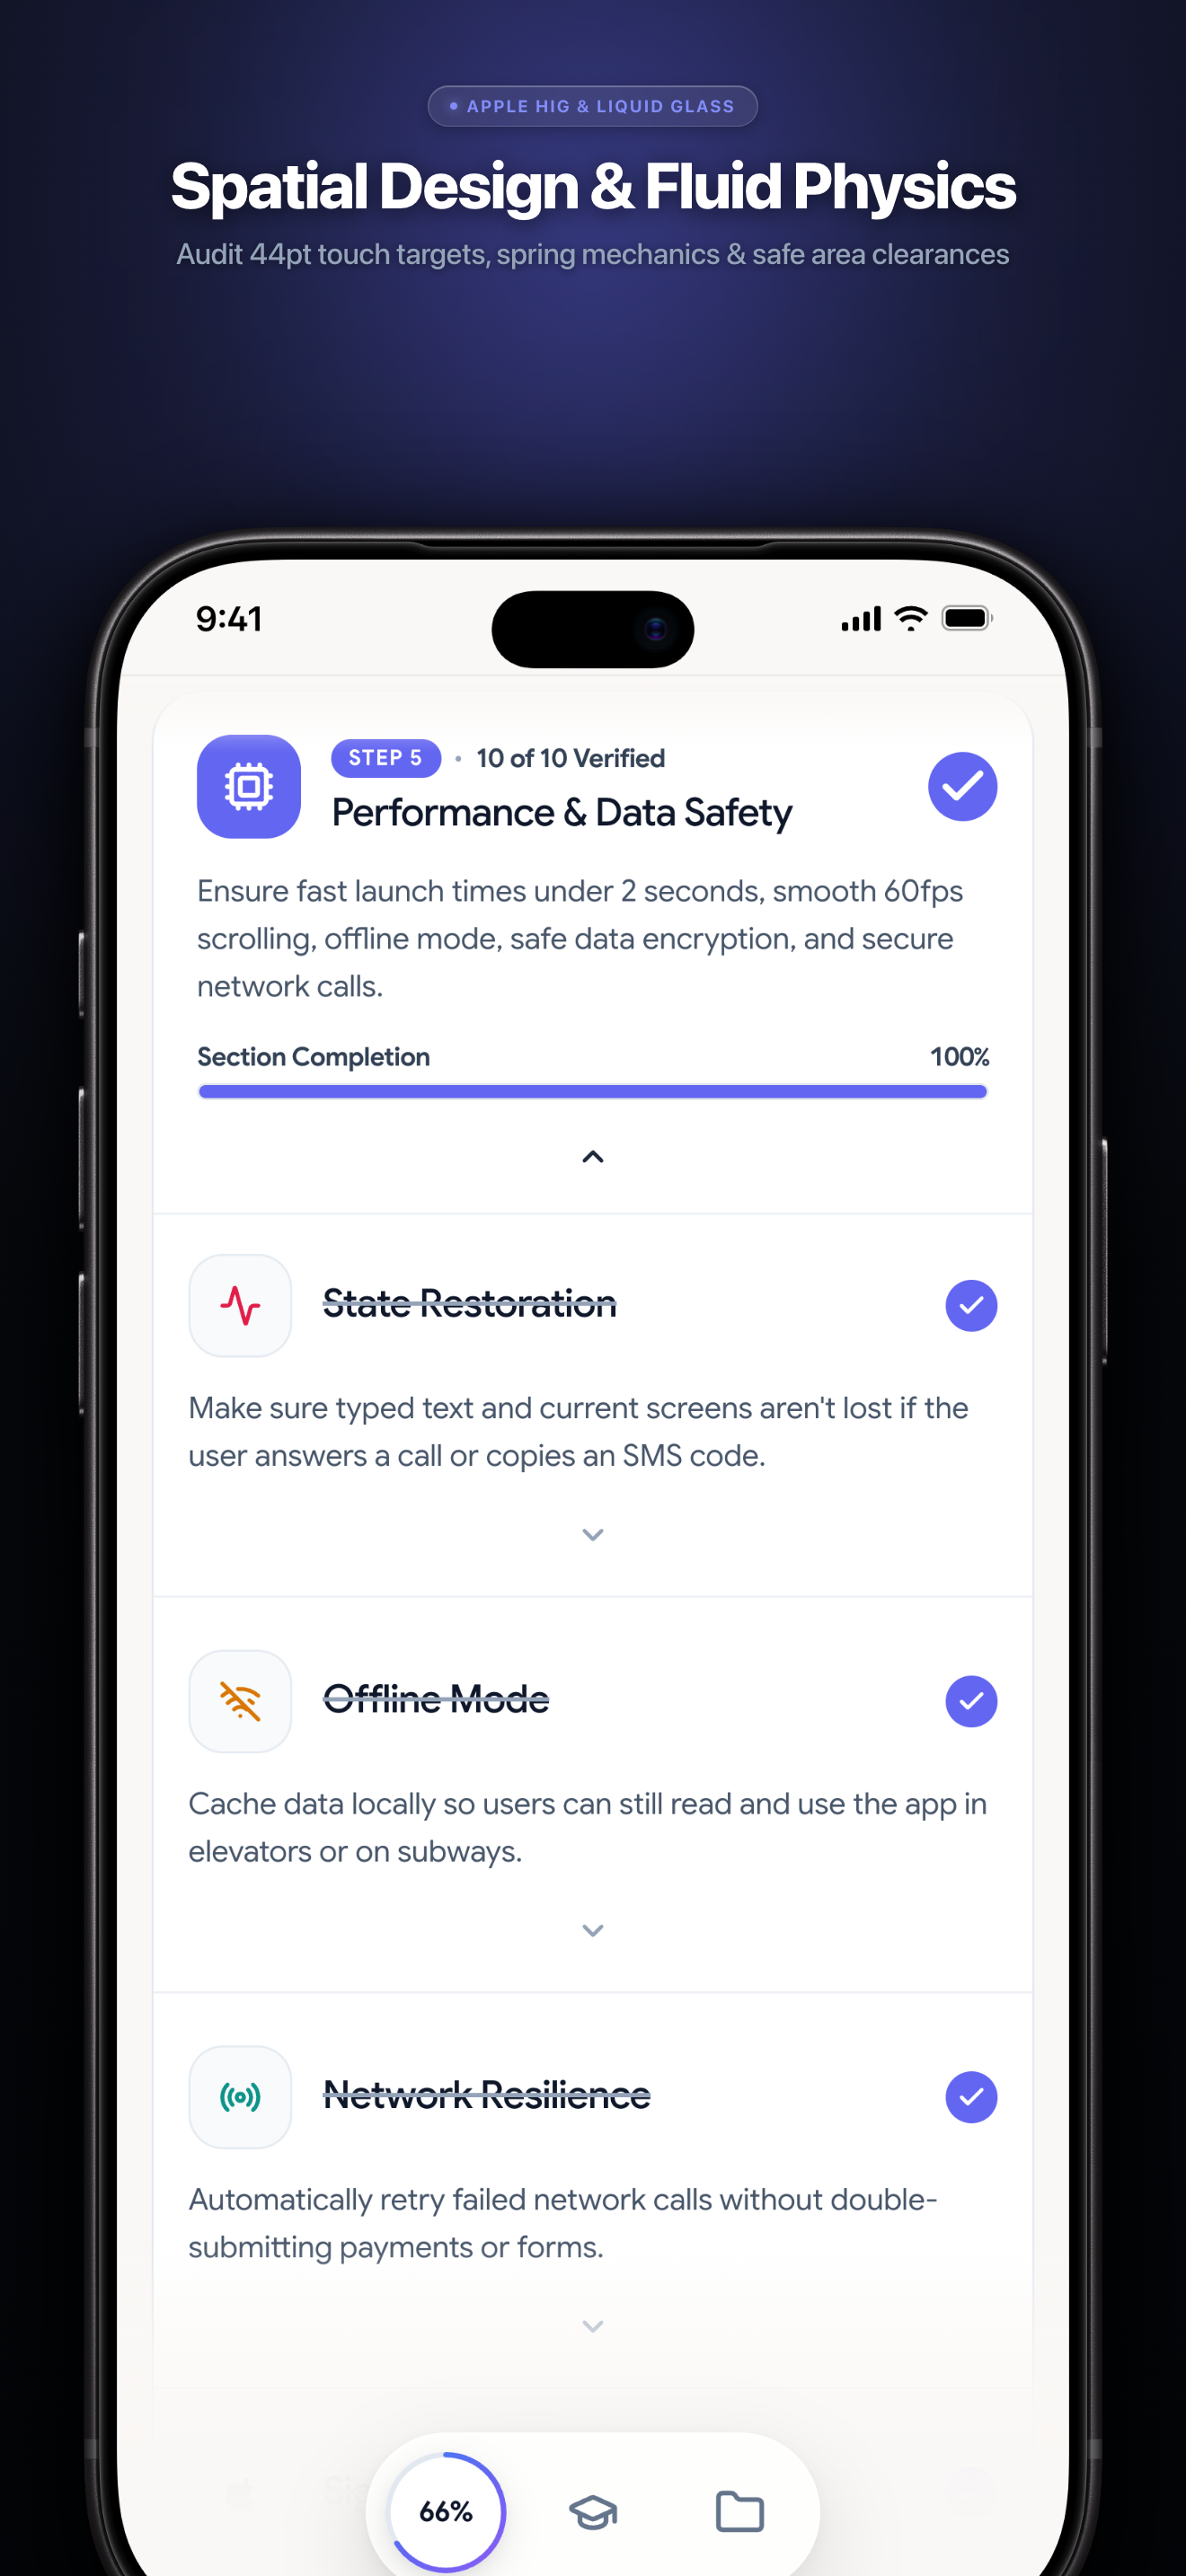 APPLE HIG & LIQUID GLASS
Spatial Design & Fluid Physics
Audit 44pt touch targets, spring mechanics & safe area clearances
9:41
STEP 5 • 10 of 10 Verified
Performance & Data Safety
Ensure fast launch times under 2 seconds, smooth 60fps
scrolling, offline mode, safe data encryption, and secure
network calls.
Section Completion 100%
State Restoration
Make sure typed text and current screens aren't lost if the
user answers a call or copies an SMS code.
Offline Mode
Cache data locally so users can still read and use the app in
elevators or on subways.
Network Resilience
Automatically retry failed network calls without double-
submitting payments or forms.
66%